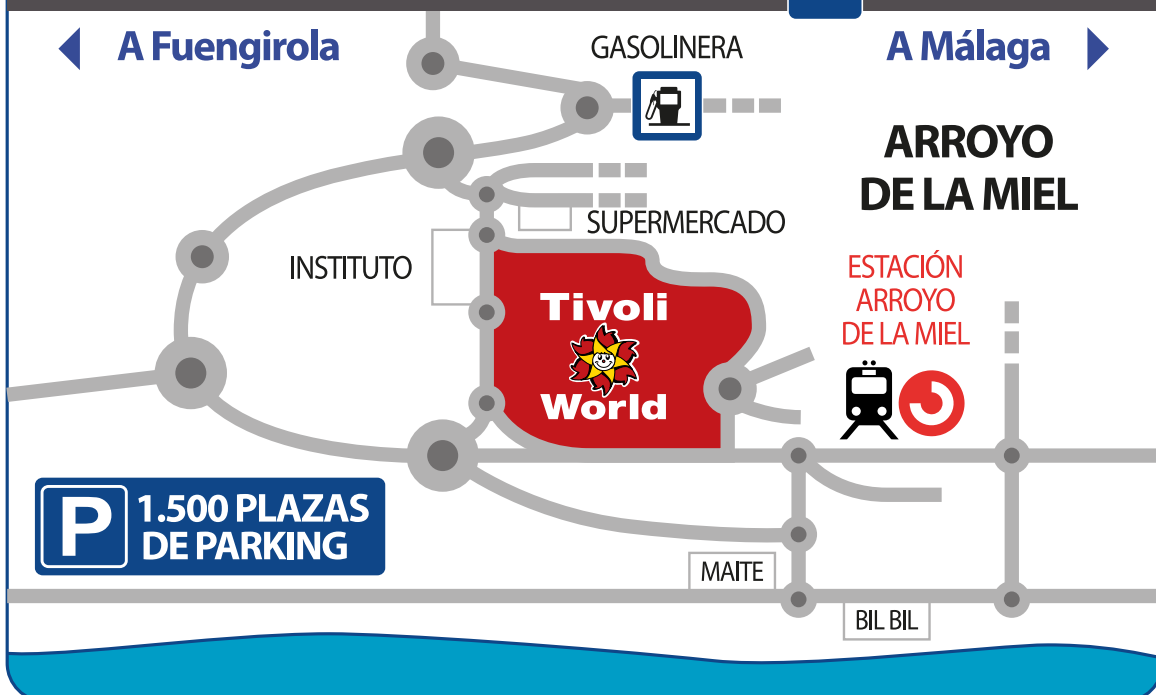 A Fuengirola
GASOLINERA
A Málaga
ARROYO
DE LA MIEL
SUPERMERCADO
INSTITUTO
ESTACIÓN
ARROYO
DE LA MIEL
Tivoli
World
P
1.500 PLAZAS
DE PARKING
MAITE
BIL BIL